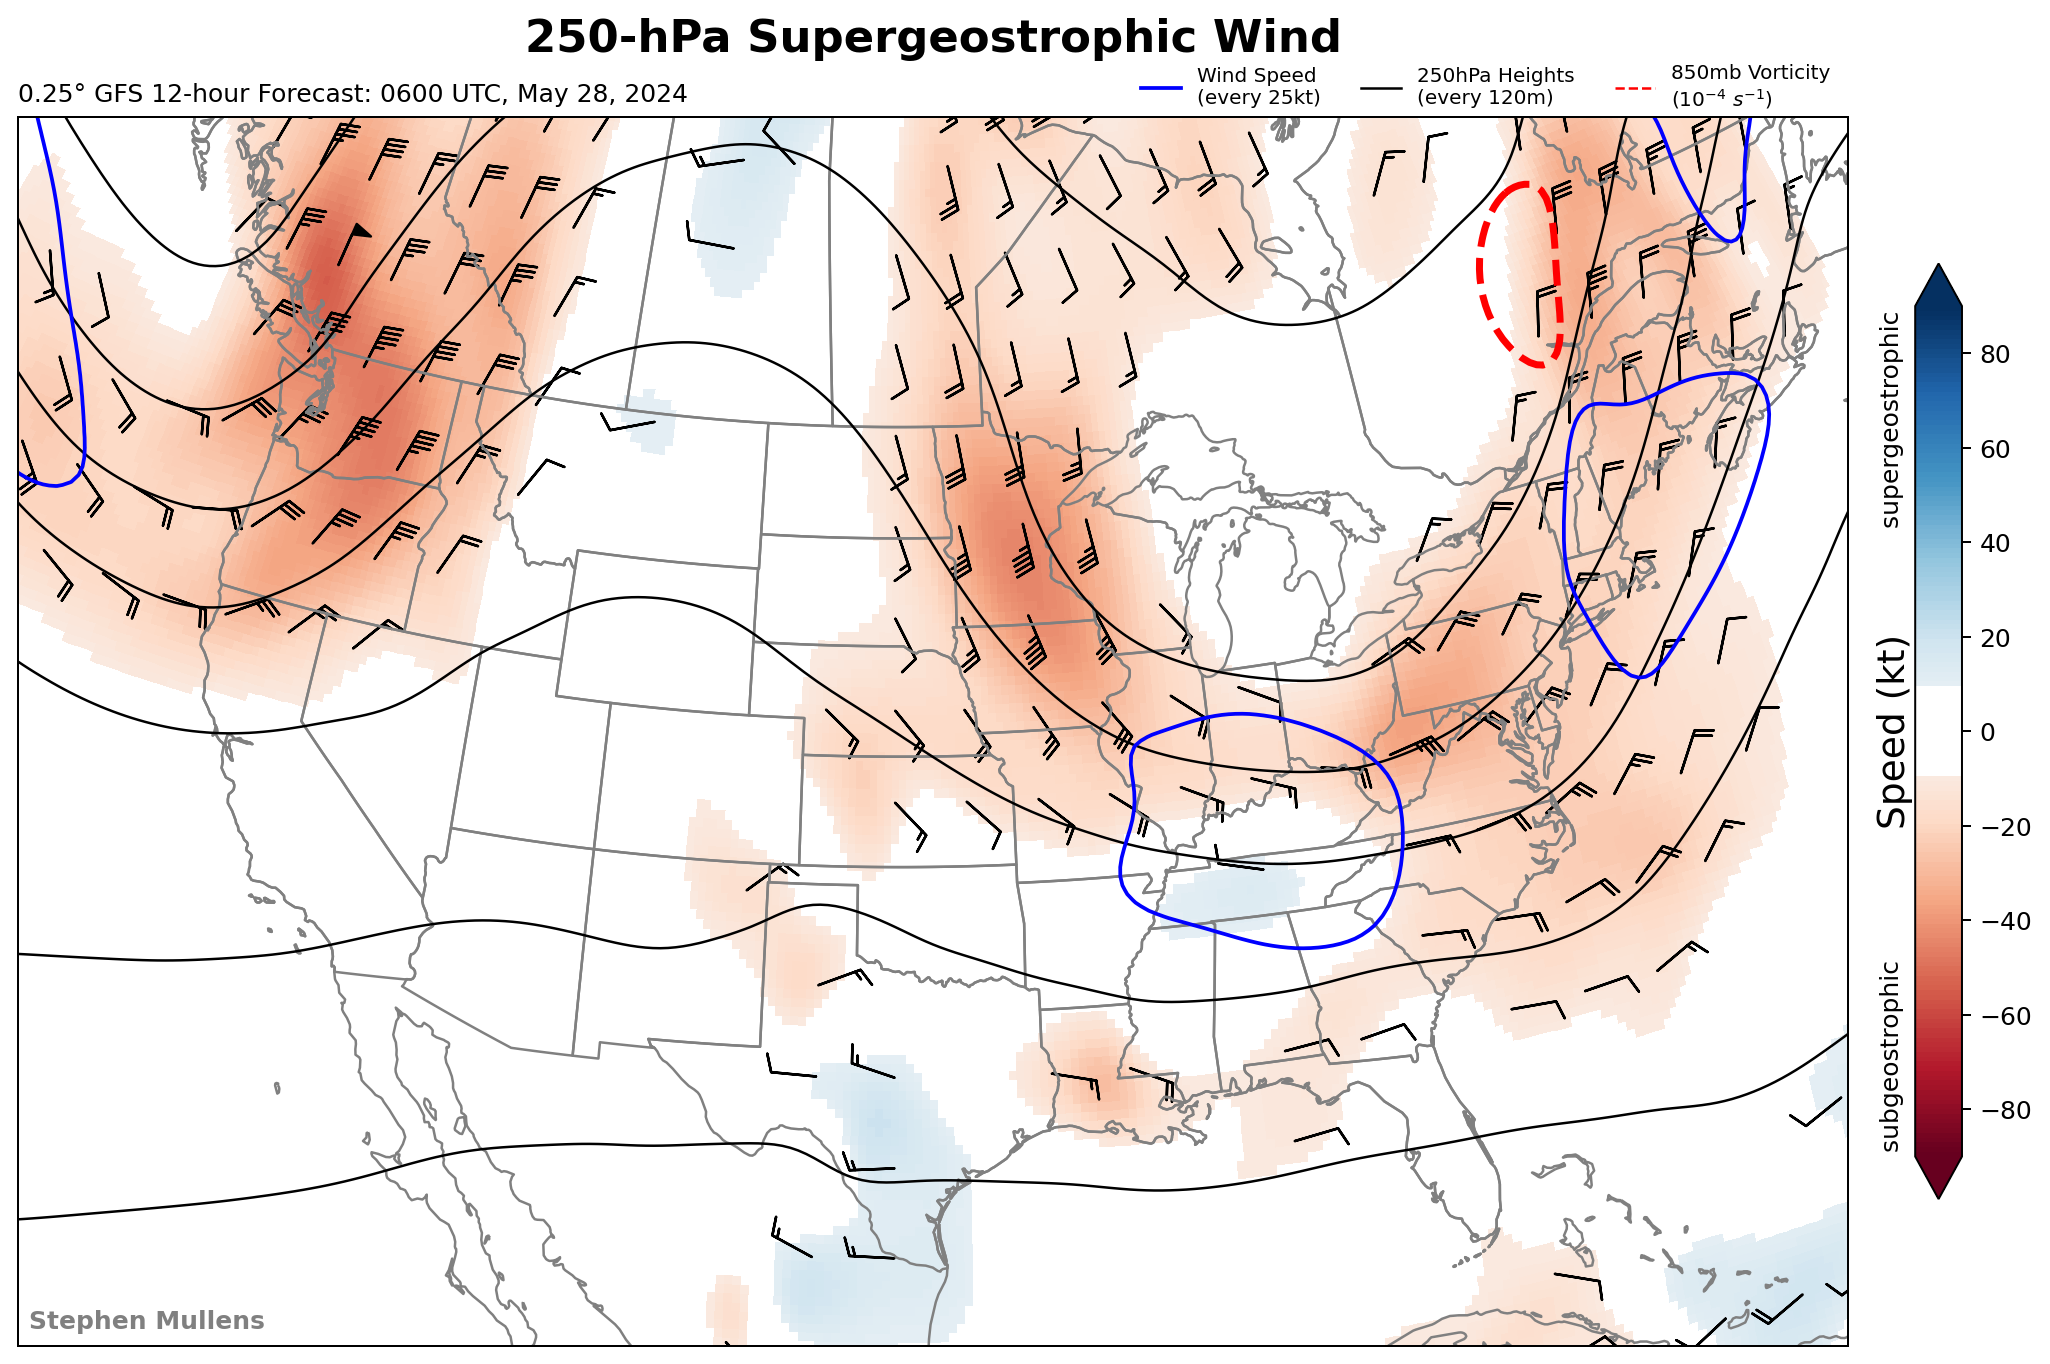 250-hPa Supergeostrophic Wind
0.25° GFS 12-hour Forecast: 0600 UTC, May 28, 2024
Wind Speed
(every 25kt)
250hPa Heights
(every 120m)
850mb Vorticity
(10⁻⁴ s⁻¹)
supergeostrophic
Speed (kt)
subgeostrophic
80
60
40
20
0
−20
−40
−60
−80
Stephen Mullens